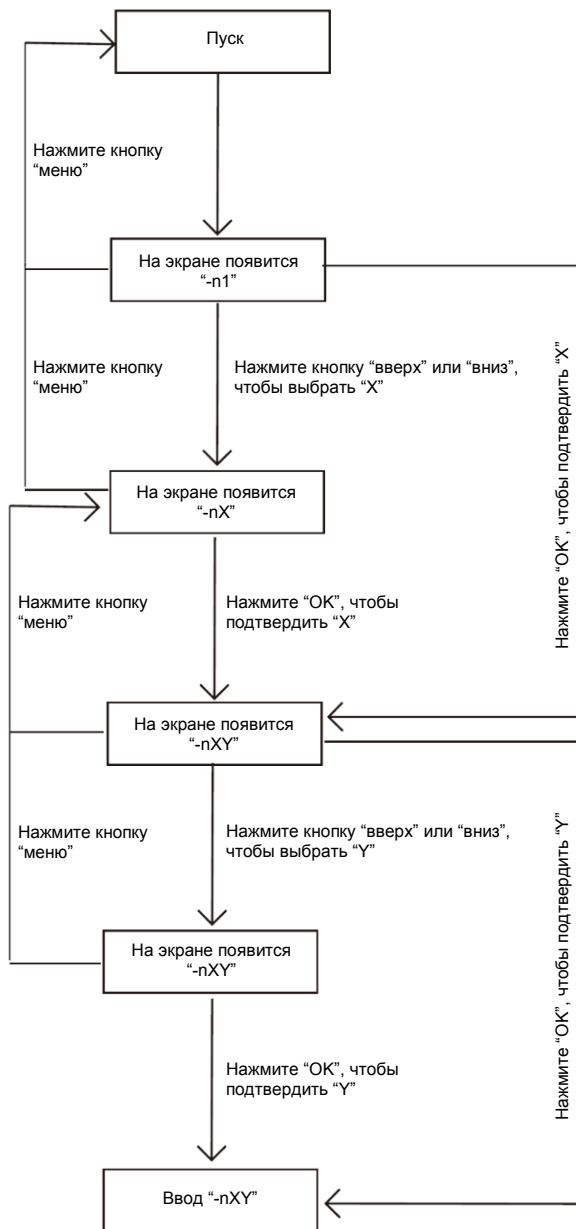 Пуск
Нажмите кнопку
“меню”
На экране появится
“-n1”
Нажмите кнопку
“меню”
Нажмите кнопку “вверх” или “вниз”,
чтобы выбрать “X”
Нажмите “OK”, чтобы подтвердить “X”
На экране появится
“-nX”
Нажмите кнопку
“меню”
Нажмите “OK”, чтобы
подтвердить “X”
На экране появится
“-nXY”
Нажмите кнопку
“меню”
Нажмите кнопку “вверх” или “вниз”,
чтобы выбрать “Y”
Нажмите “OK”, чтобы подтвердить “Y”
На экране появится
“-nXY”
Нажмите “OK”, чтобы
подтвердить “Y”
Ввод “-nXY”